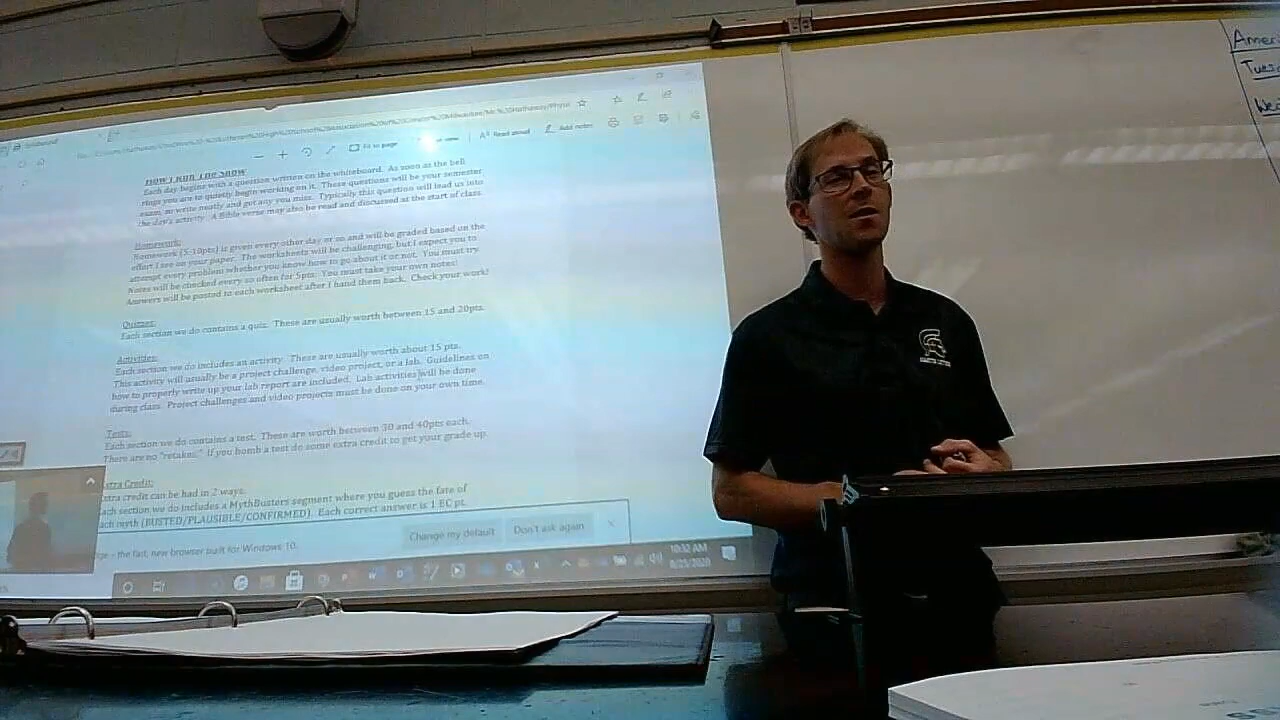 Read aloud
Add notes
Fit to page
HOW I RUN THE SHOW
Each day begins with a question written on the whiteboard. As soon as the bell
rings you are to quietly begin working on it. These questions will be your semester
exam, so write neatly and get any you miss. Typically this question will lead us into
the day's activity. A Bible verse may also be read and discussed at the start of class.
Homework:
Homework (5-10pts) is given every other day or so and will be graded based on the
effort I see on your paper. The worksheets will be challenging, but I expect you to
attempt every problem whether you know how to go about it or not. You must try.
Notes will be checked every so often for 5pts. You must take your own notes!
Answers will be posted to each worksheet after I hand them back. Check your work!
Quizzes:
Each section we do contains a quiz. These are usually worth between 15 and 20pts.
Activities:
Each section we do includes an activity. These are usually worth about 15 pts.
This activity will usually be a project challenge, video project, or a lab. Guidelines on
how to properly write up your lab report are included. Lab activities will be done
during class. Project challenges and video projects must be done on your own time.
Tests:
Each section we do contains a test. These are worth between 30 and 40pts each.
There are no "retakes." If you bomb a test do some extra credit to get your grade up.
xtra Credit:
xtra credit can be had in 2 ways.
ach section we do includes a MythBusters segment where you guess the fate of
ach myth (BUSTED/PLAUSIBLE/CONFIRMED). Each correct answer is 1 EC pt.
ge - the fast, new browser built for Windows 10.
Change my default
Don't ask again
10:32 AM
8/25/2020
Ameri
Tuesd
Wed